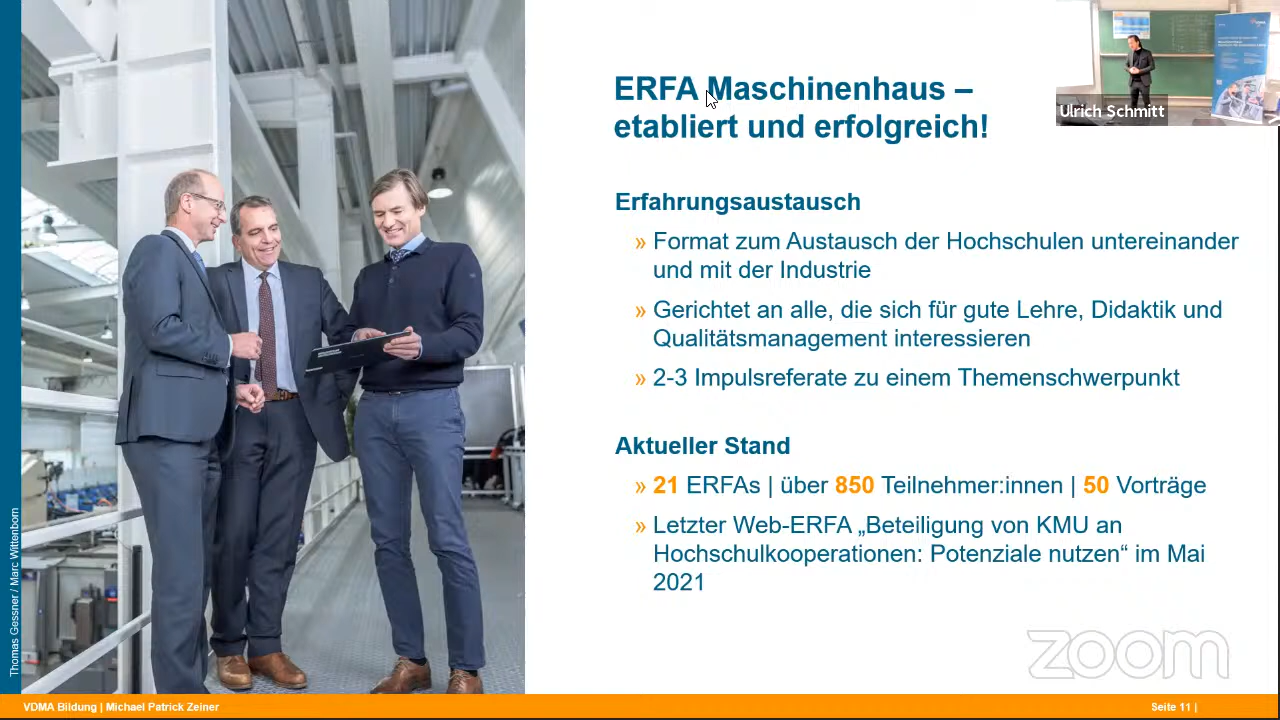 ERFA Maschinenhaus –
etabliert und erfolgreich!
Ulrich Schmitt
Erfahrungsaustausch
» Format zum Austausch der Hochschulen untereinander
und mit der Industrie
» Gerichtet an alle, die sich für gute Lehre, Didaktik und
Qualitätsmanagement interessieren
» 2-3 Impulsreferate zu einem Themenschwerpunkt
Aktueller Stand
» 21 ERFAs | über 850 Teilnehmer:innen | 50 Vorträge
» Letzter Web-ERFA „Beteiligung von KMU an
Hochschulkooperationen: Potenziale nutzen“ im Mai
2021
zoom
Thomas Gessner / Marc Wittenborn
VDMA Bildung | Michael Patrick Zeiner
Seite 11 |